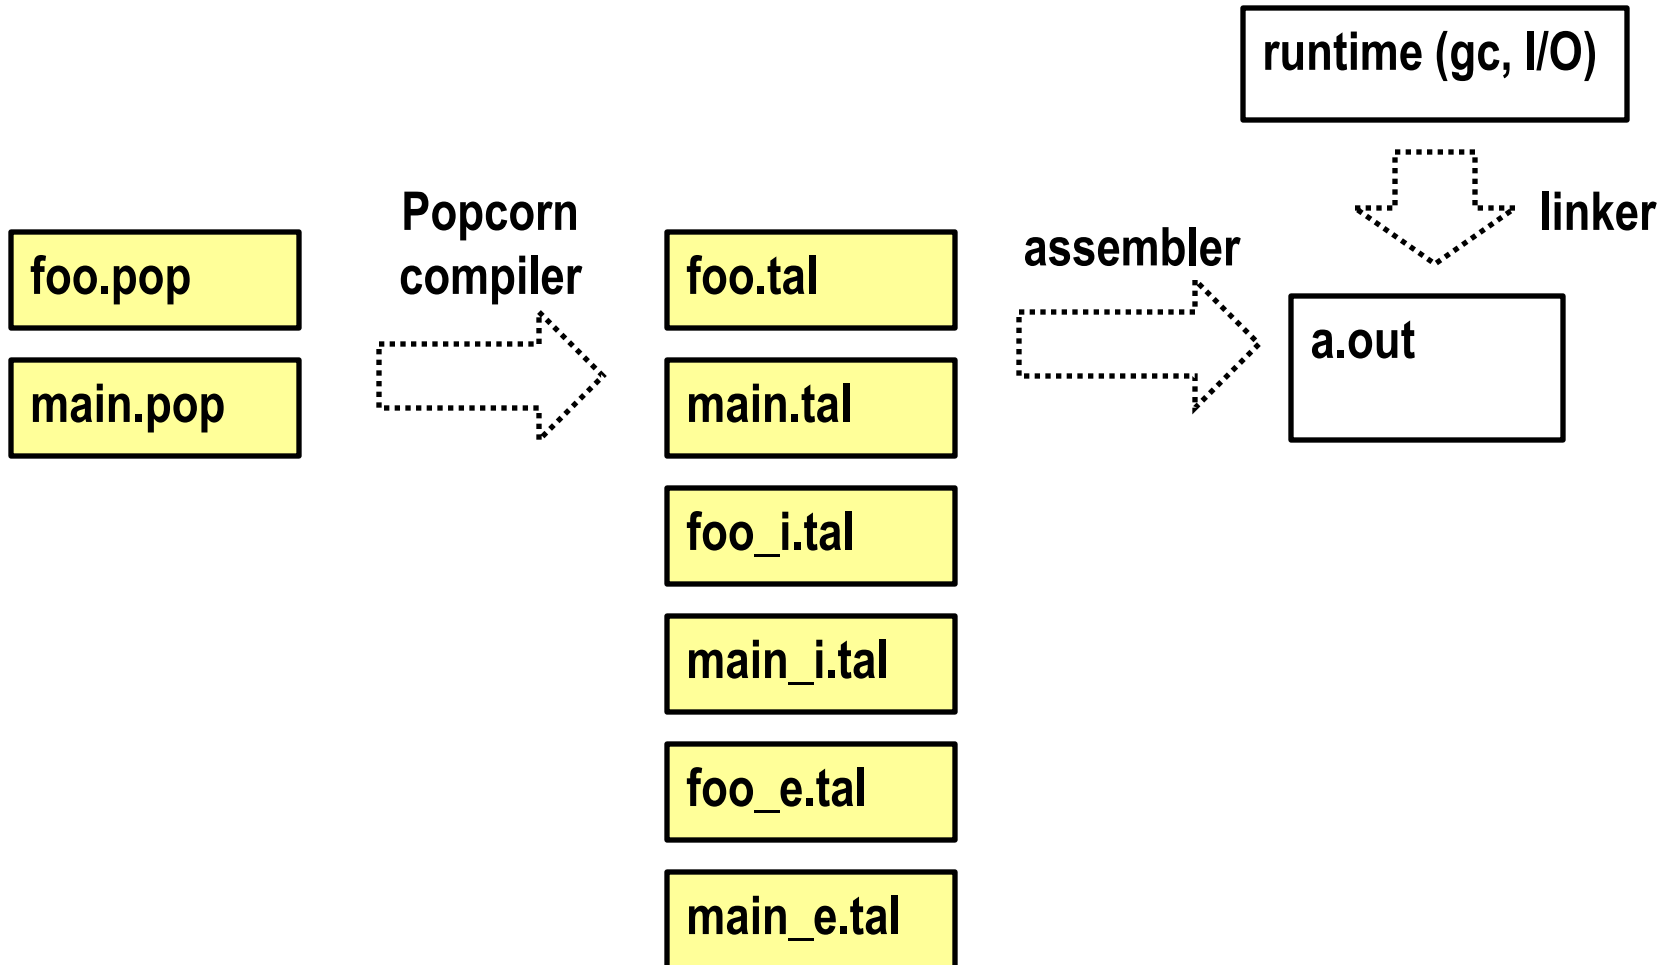 runtime (gc, I/O)
linker
Popcorn
compiler
assembler
foo.pop
main.pop
foo.tal
main.tal
foo_i.tal
main_i.tal
foo_e.tal
main_e.tal
a.out